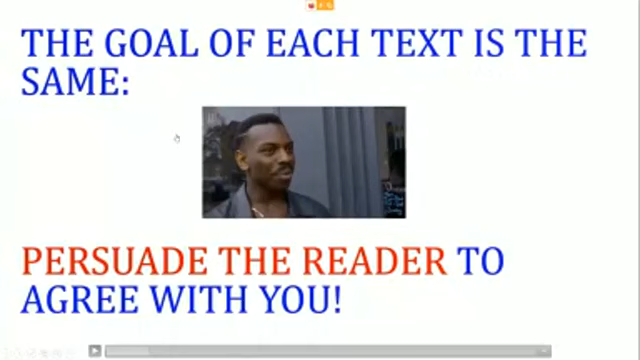 THE GOAL OF EACH TEXT IS THE
SAME:
PERSUADE THE READER TO
AGREE WITH YOU!